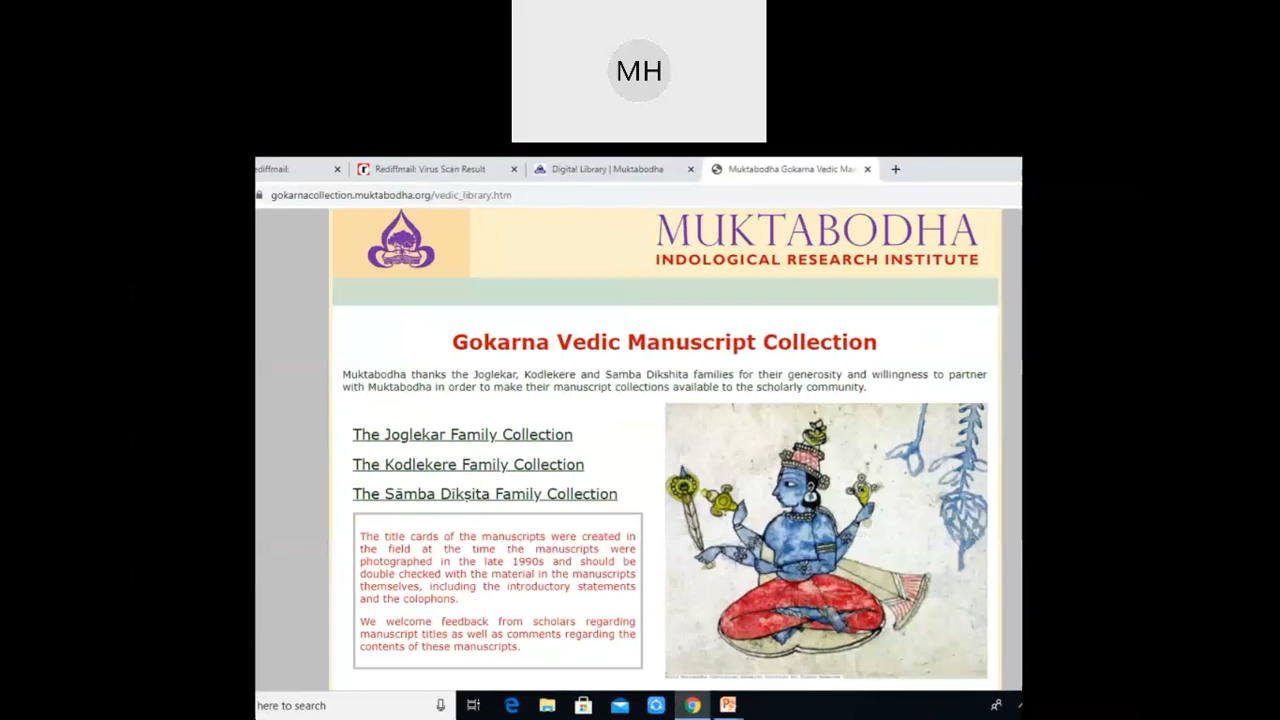 MH
ediffmail:
Rediffmail: Virus Scan Result
Digital Library | Muktabodha
Muktabodha Gokarna Vedic Ma
gokarnacollection.muktabodha.org/vedic_library.htm
MUKTABODHA
INDOLOGICAL RESEARCH INSTITUTE
Gokarna Vedic Manuscript Collection
Muktabodha thanks the Joglekar, Kodlekere and Samba Dikshita families for their generosity and willingness to partner
with Muktabodha in order to make their manuscript collections available to the scholarly community.
The Joglekar Family Collection
The Kodlekere Family Collection
The Sāmba Dīkṣita Family Collection
The title cards of the manuscripts were created in
the field at the time the manuscripts were
photographed in the late 1990s and should be
double checked with the material in the manuscripts
themselves, including the introductory statements
and the colophons.
We welcome feedback from scholars regarding
manuscript titles as well as comments regarding the
contents of these manuscripts.
here to search